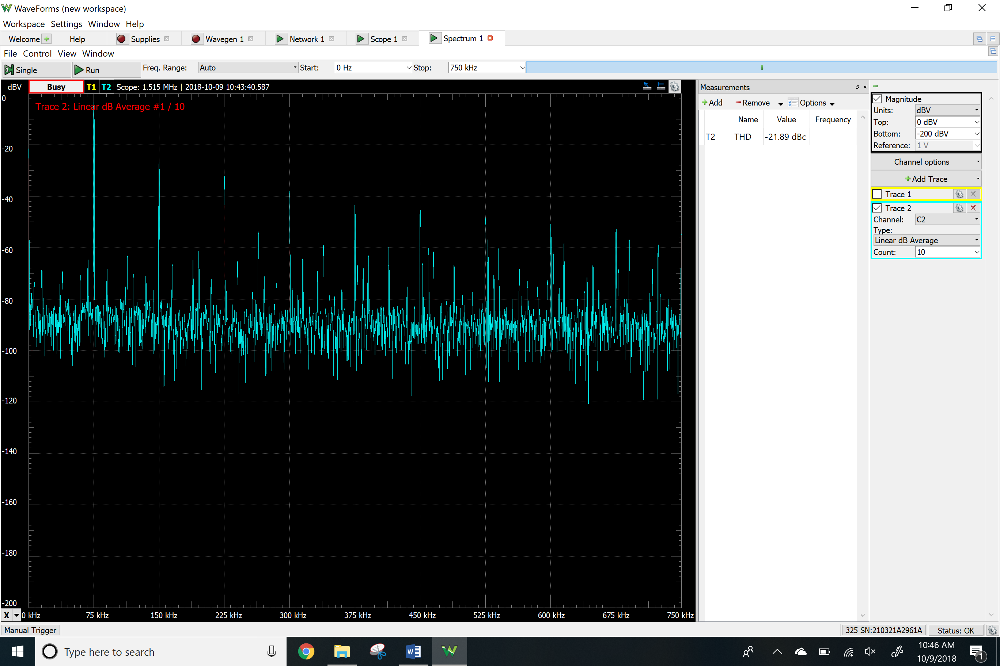 WaveForms (new workspace)
Workspace Settings Window Help
Welcome Help Supplies Wavegen 1 Network 1 Scope 1 Spectrum 1
File Control View Window
Single Run Freq. Range: Auto Start: 0 Hz Stop: 750 kHz
dBV Busy T1 T2 Scope: 1.515 MHz | 2018-10-09 10:43:40.587
Trace 2: Linear dB Average #1 / 10
0
-20
-40
-60
-80
-100
-120
-140
-160
-180
-200
X 0 kHz 75 kHz 150 kHz 225 kHz 300 kHz 375 kHz 450 kHz 525 kHz 600 kHz 675 kHz 750 kHz
Measurements
Add Remove Options
Name Value Frequency
T2 THD -21.89 dBc
Magnitude
Units: dBV
Top: 0 dBV
Bottom: -200 dBV
Reference: 1 V
Channel options
Add Trace
Trace 1
Trace 2
Channel: C2
Type:
Linear dB Average
Count: 10
Manual Trigger 325 SN:210321A2961A Status: OK
Type here to search
10:46 AM
10/9/2018
1